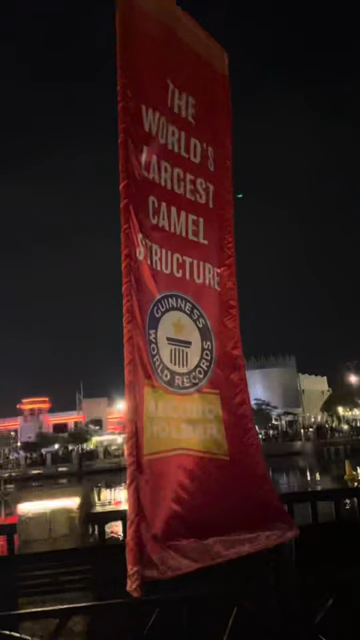 THE
WORLD'S
LARGEST
CAMEL
STRUCTURE
GUINNESS
WORLD RECORDS
RECORD
HOLDER